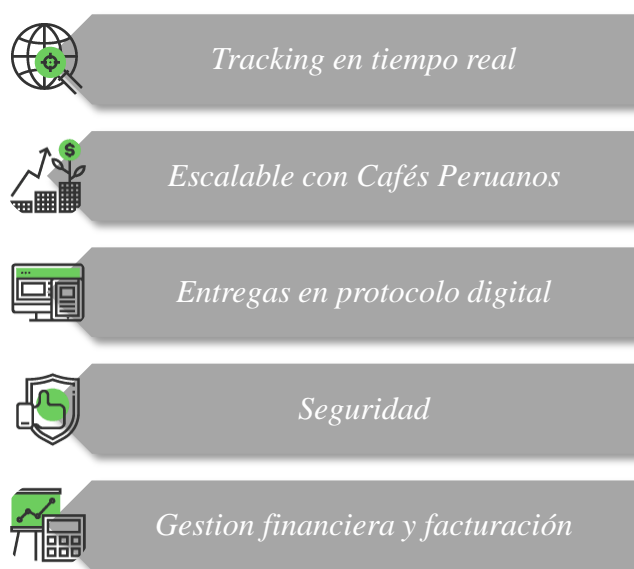 Tracking en tiempo real
Escalable con Cafés Peruanos
Entregas en protocolo digital
Seguridad
Gestion financiera y facturación